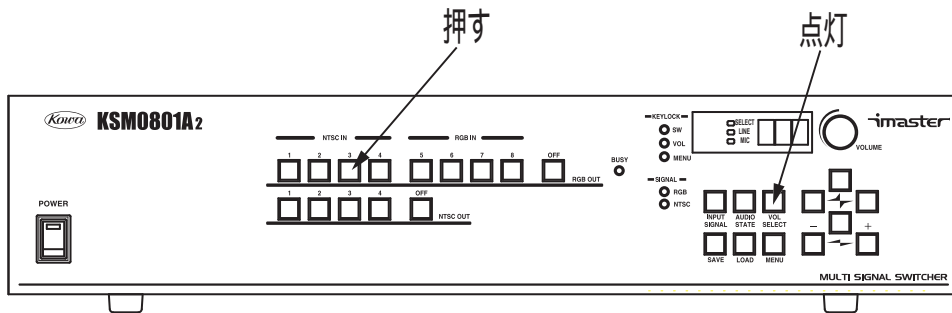 押す
点灯
Kowa KSM0801A2
NTSC IN RGB IN
1 2 3 4 5 6 7 8 OFF
RGB OUT
1 2 3 4 OFF
NTSC OUT
BUSY
KEYLOCK
SW
VOL
MENU
SIGNAL
RGB
NTSC
SELECT
LINE
MIC
VOLUME
imaster
POWER
INPUT SIGNAL
AUDIO STATE
VOL SELECT
SAVE LOAD MENU
- +
MULTI SIGNAL SWITCHER